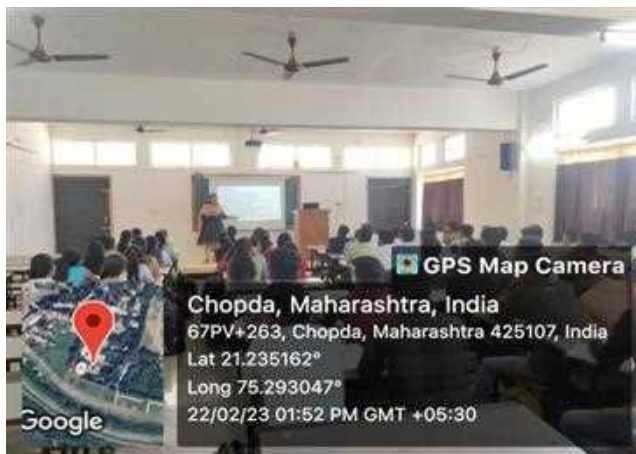 GPS Map Camera
Chopda, Maharashtra, India
67PV+263, Chopda, Maharashtra 425107, India
Lat 21.235162°
Long 75.293047°
22/02/23 01:52 PM GMT +05:30
Google